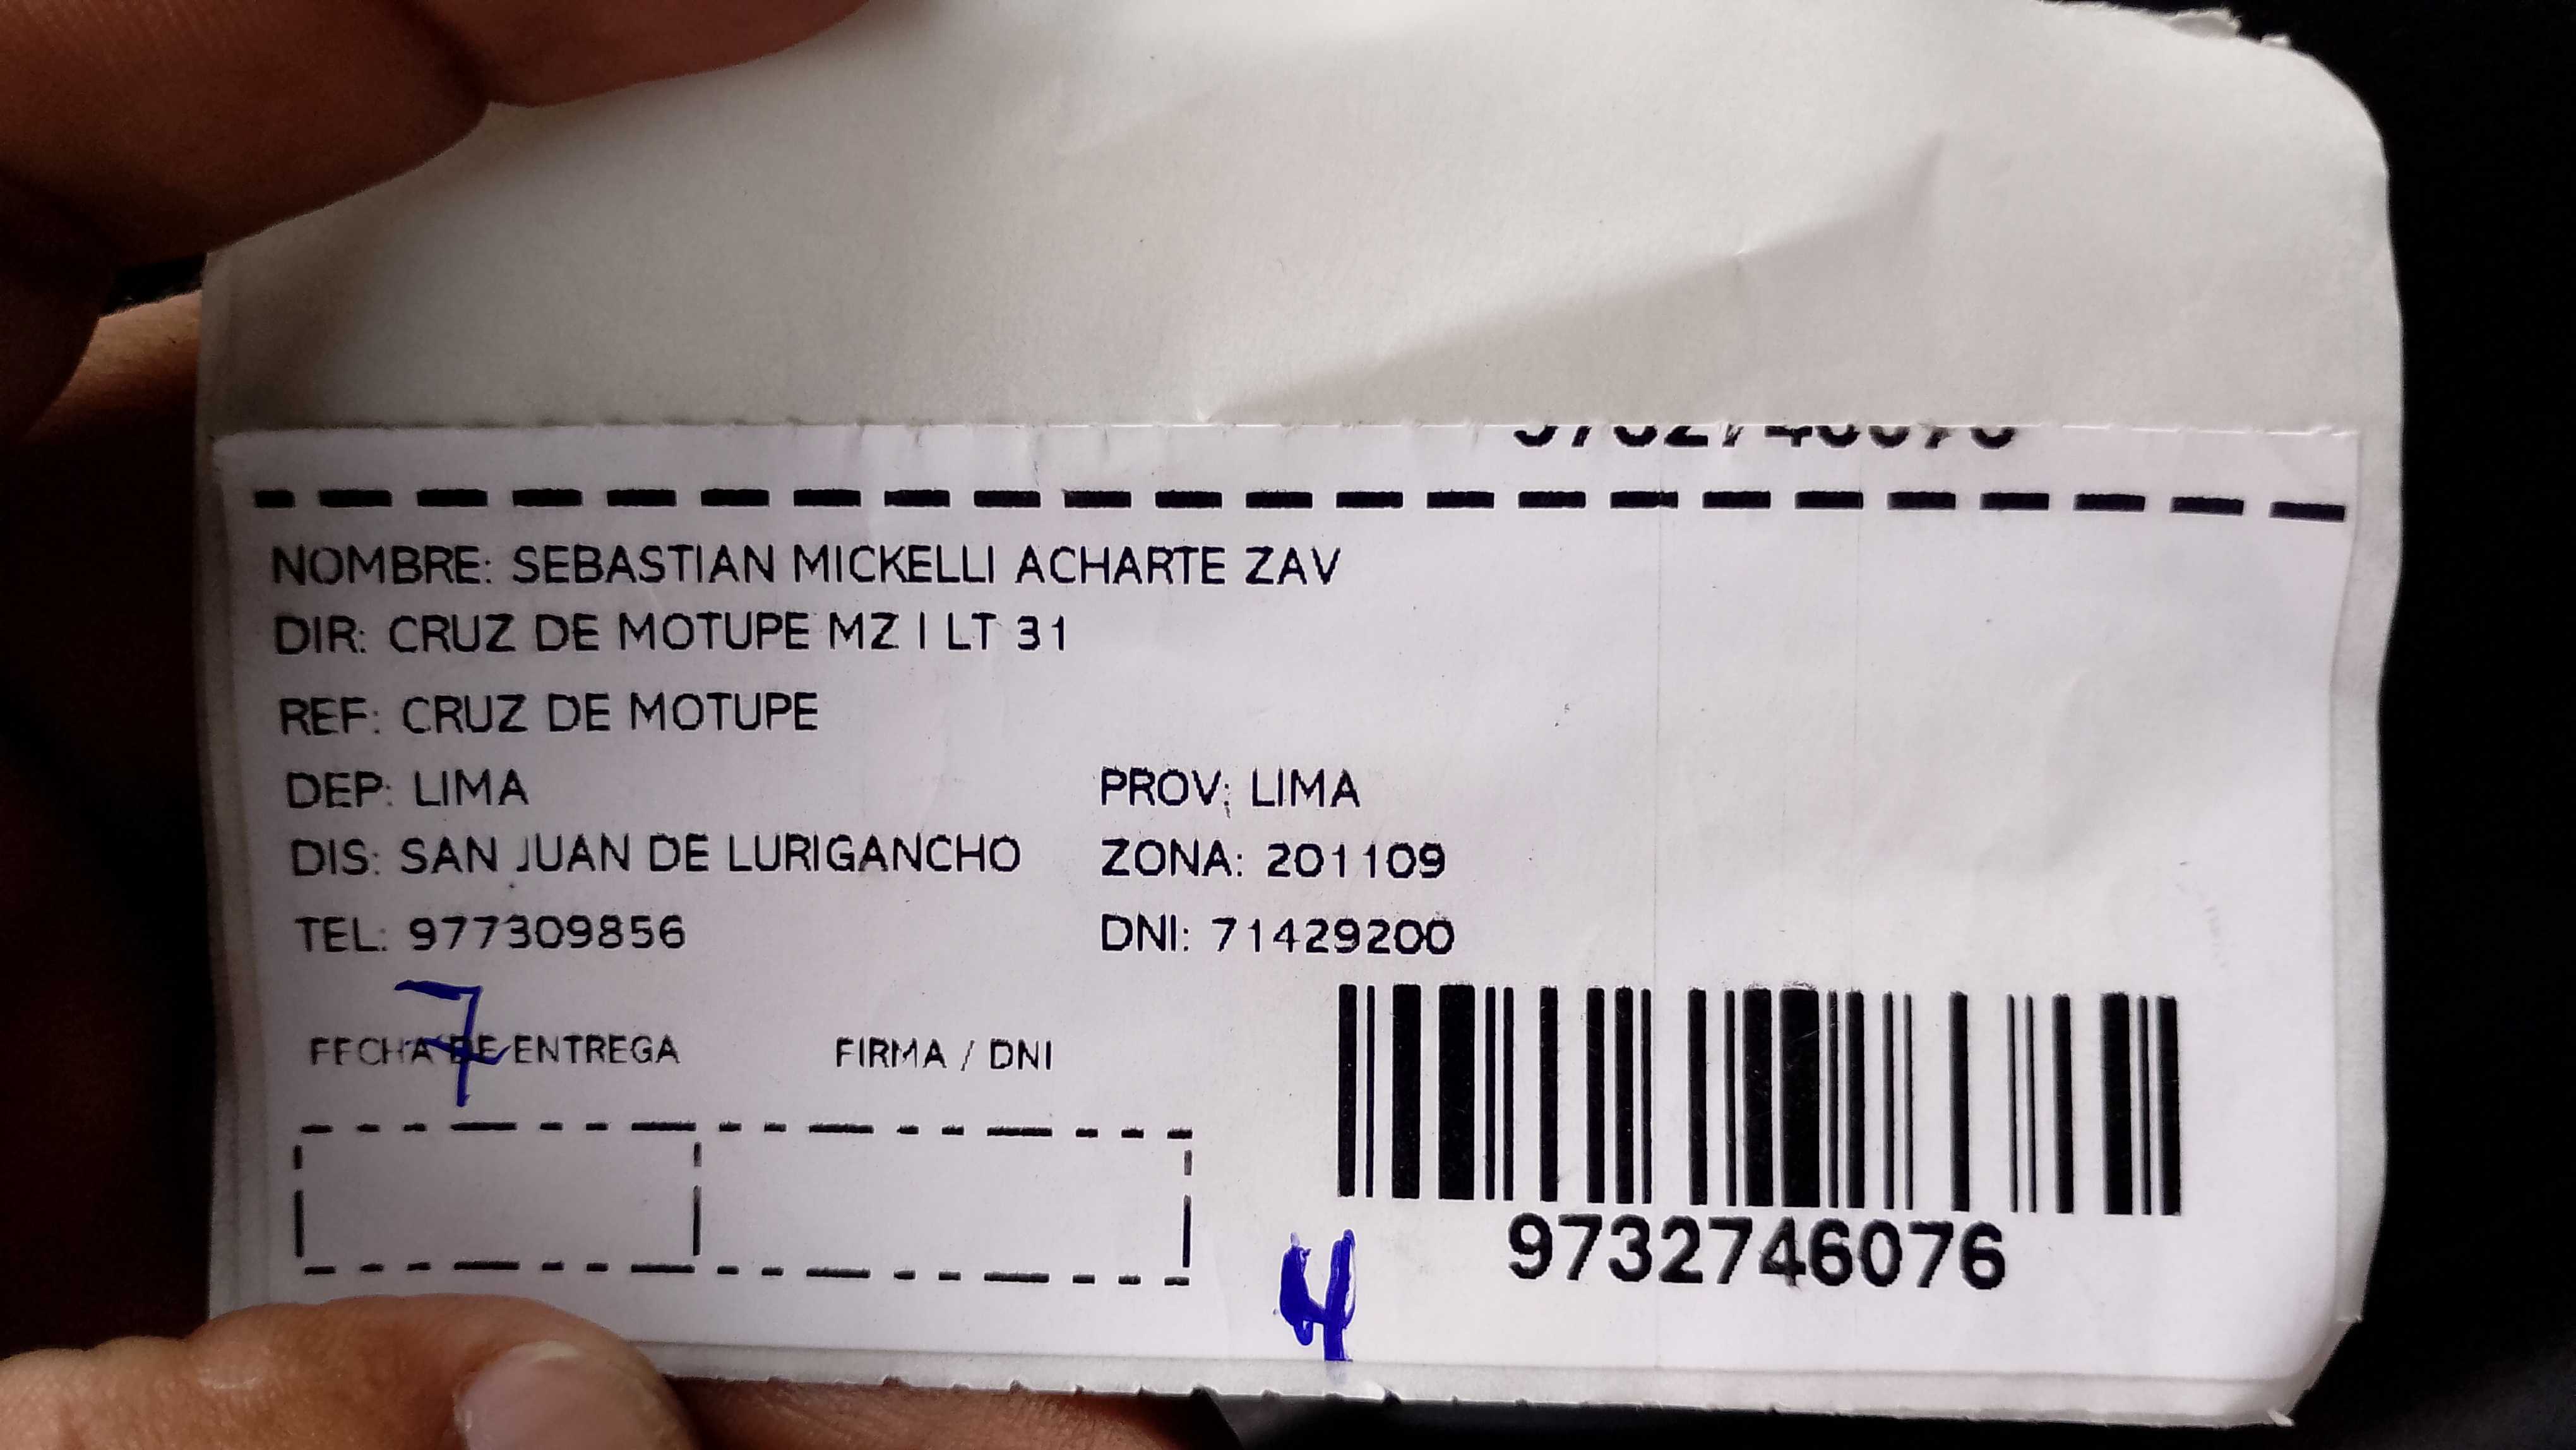 9732746076
NOMBRE: SEBASTIAN MICKELLI ACHARTE ZAV
DIR: CRUZ DE MOTUPE MZ I LT 31
REF: CRUZ DE MOTUPE
DEP: LIMA PROV: LIMA
DIS: SAN JUAN DE LURIGANCHO ZONA: 201109
TEL: 977309856 DNI: 71429200
7
FECHA DE ENTREGA FIRMA / DNI
9732746076
4